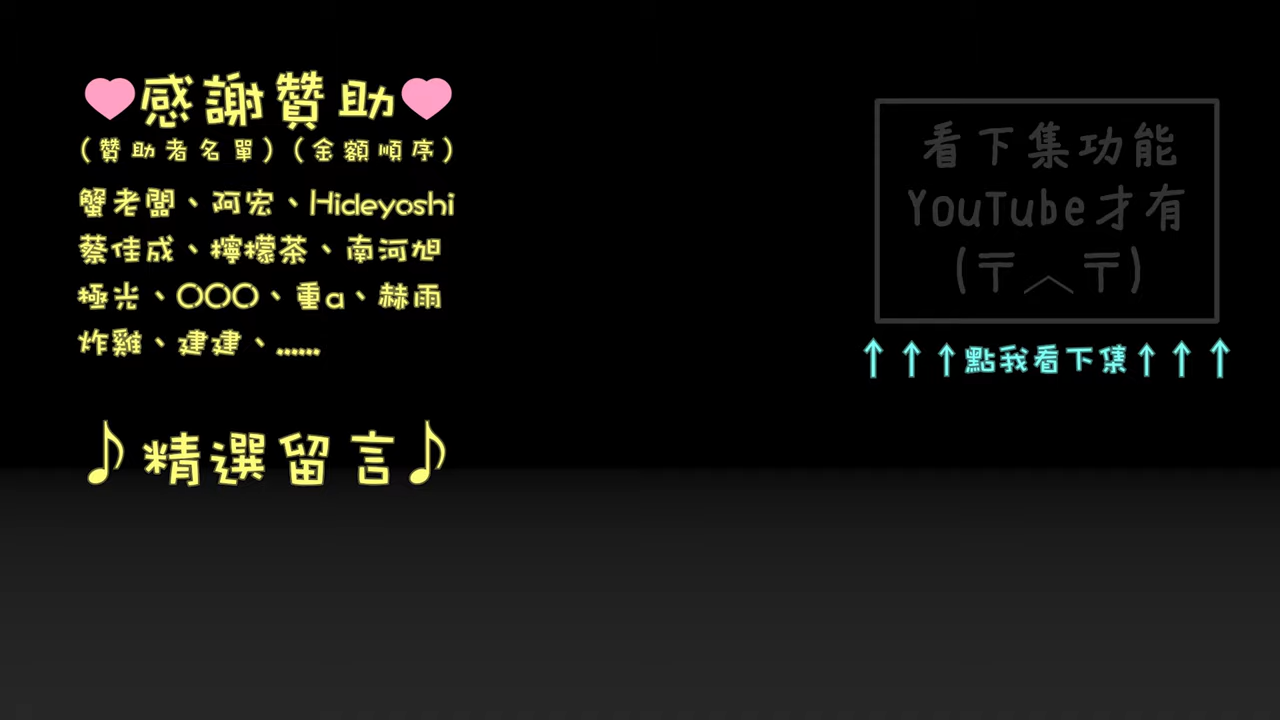 感謝贊助
(贊助者名單)(金額順序)
蟹老闆、阿宏、Hideyoshi
蔡佳成、檸檬茶、南河旭
極光、OOO、重a、赫雨
炸雞、建建、......
♪精選留言♪
看下集功能
YouTube才有
(〒︿〒)
↑↑↑點我看下集↑↑↑